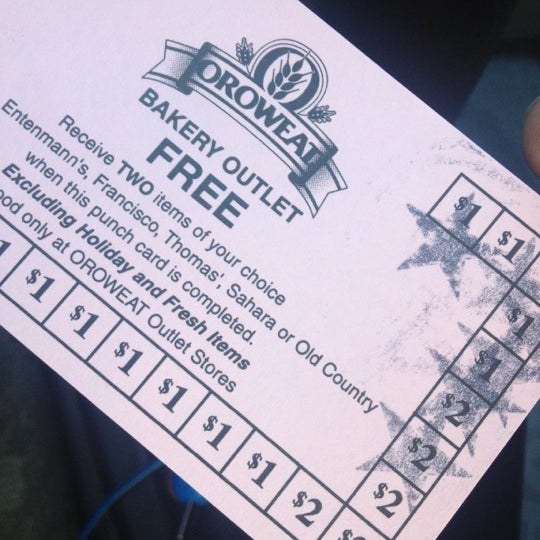 OROWEAT
BAKERY OUTLET
FREE
Receive TWO items of your choice
Entenmann's, Francisco, Thomas', Sahara or Old Country
when this punch card is completed.
Excluding Holiday and Fresh Items
ood only at OROWEAT Outlet Stores
$1 $1
$1
$1
$2
$2
$2
1 $1 $1 $1 $1 $1 $1 $2